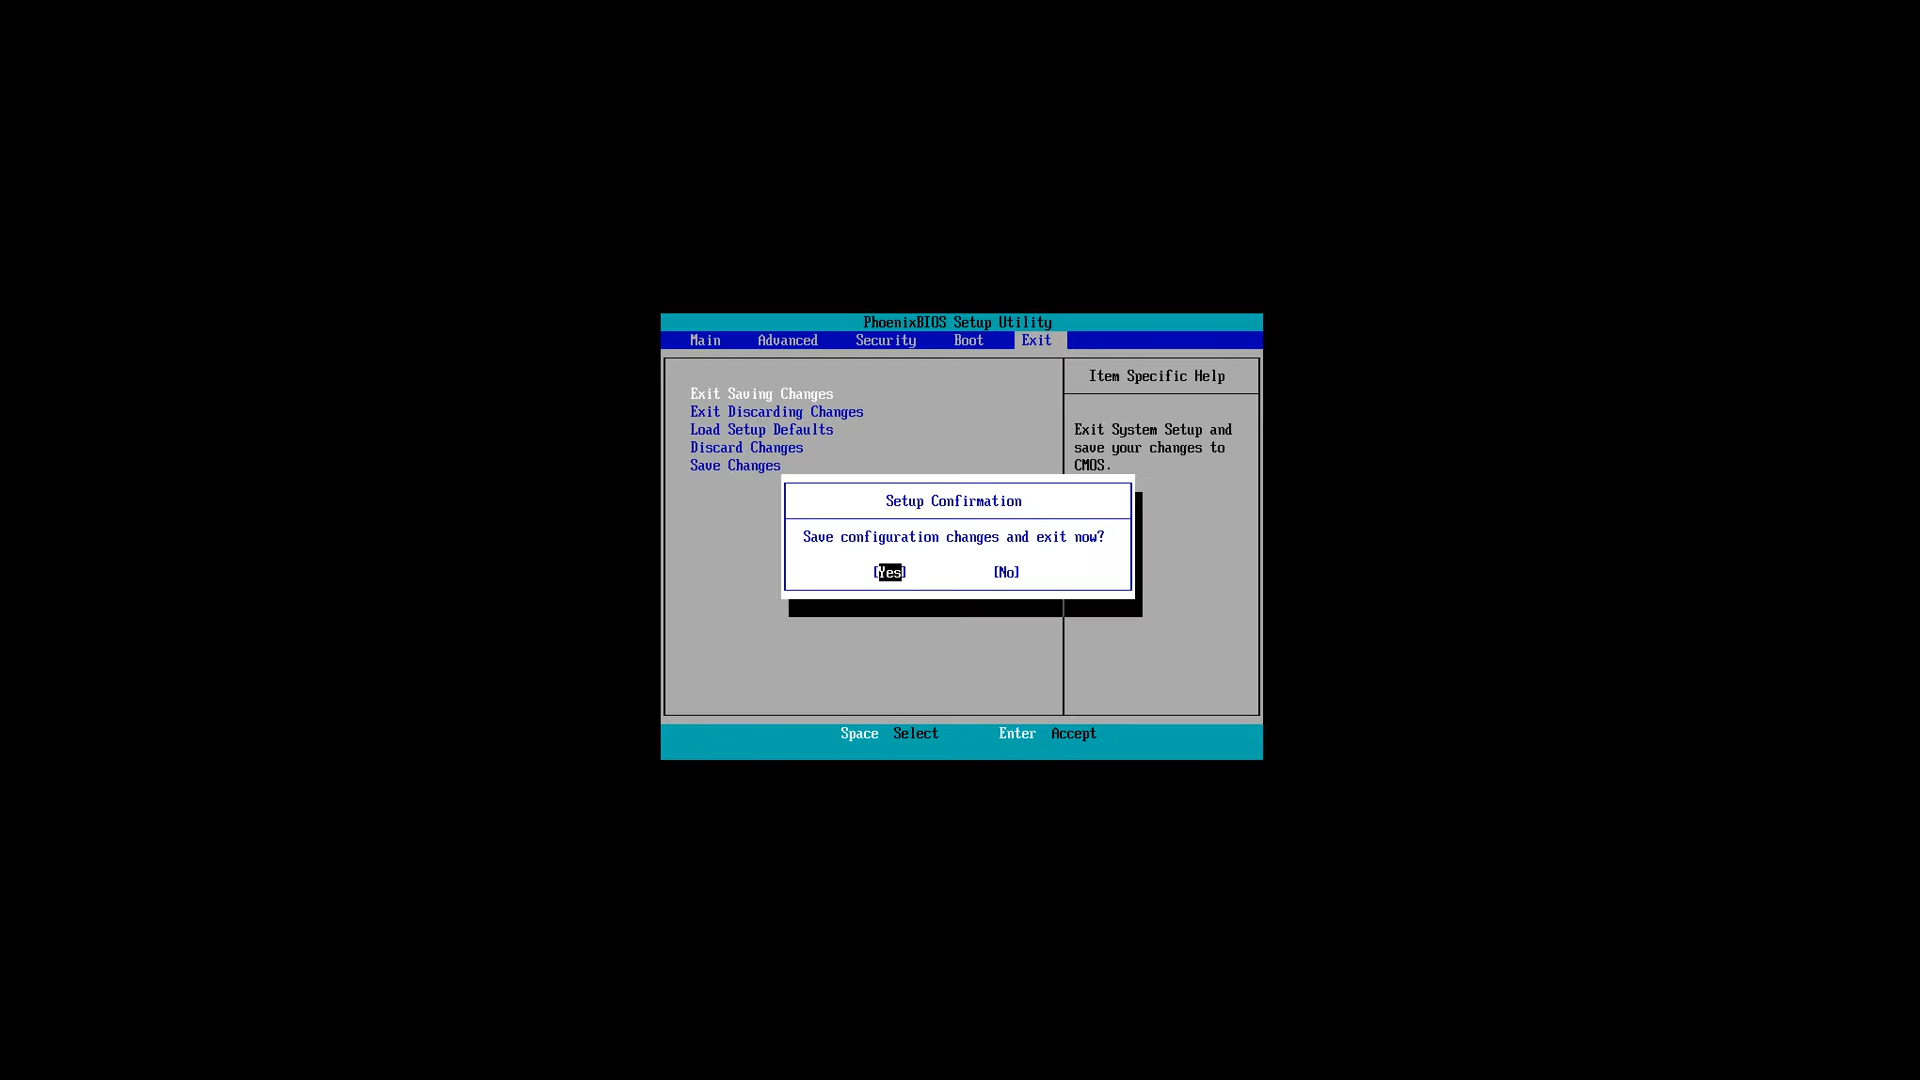 PhoenixBIOS Setup Utility
Main Advanced Security Boot Exit
Item Specific Help
Exit Saving Changes
Exit Discarding Changes
Load Setup Defaults
Discard Changes
Save Changes
Exit System Setup and
save your changes to
CMOS.
Setup Confirmation
Save configuration changes and exit now?
[Yes] [No]
Space Select Enter Accept